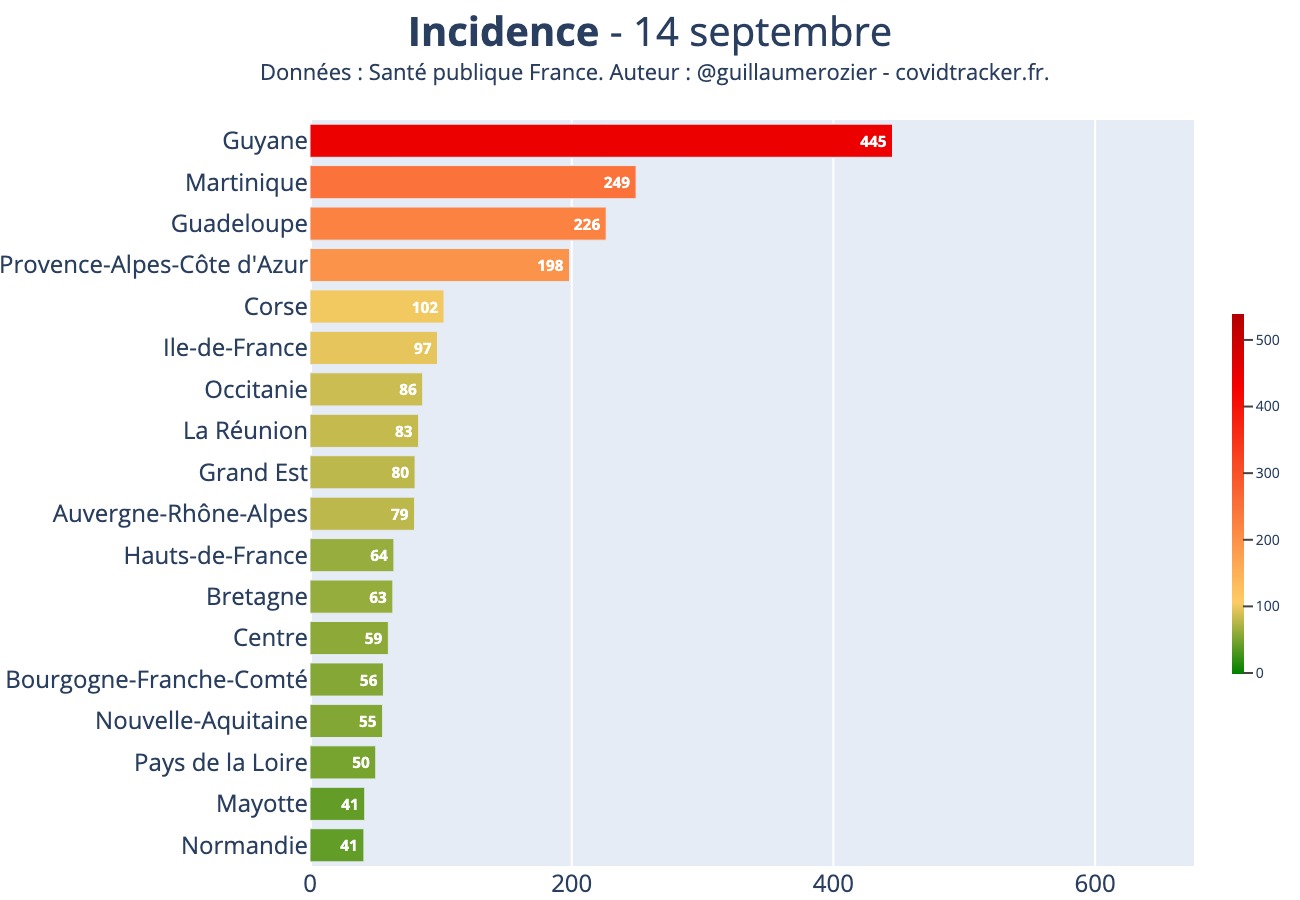 Incidence - 14 septembre
Données : Santé publique France. Auteur : @guillaumerozier - covidtracker.fr.
Guyane 445
Martinique 249
Guadeloupe 226
Provence-Alpes-Côte d'Azur 198
Corse 102
Ile-de-France 97
Occitanie 86
La Réunion 83
Grand Est 80
Auvergne-Rhône-Alpes 79
Hauts-de-France 64
Bretagne 63
Centre 59
Bourgogne-Franche-Comté 56
Nouvelle-Aquitaine 55
Pays de la Loire 50
Mayotte 41
Normandie 41
0 200 400 600
500
400
300
200
100
0